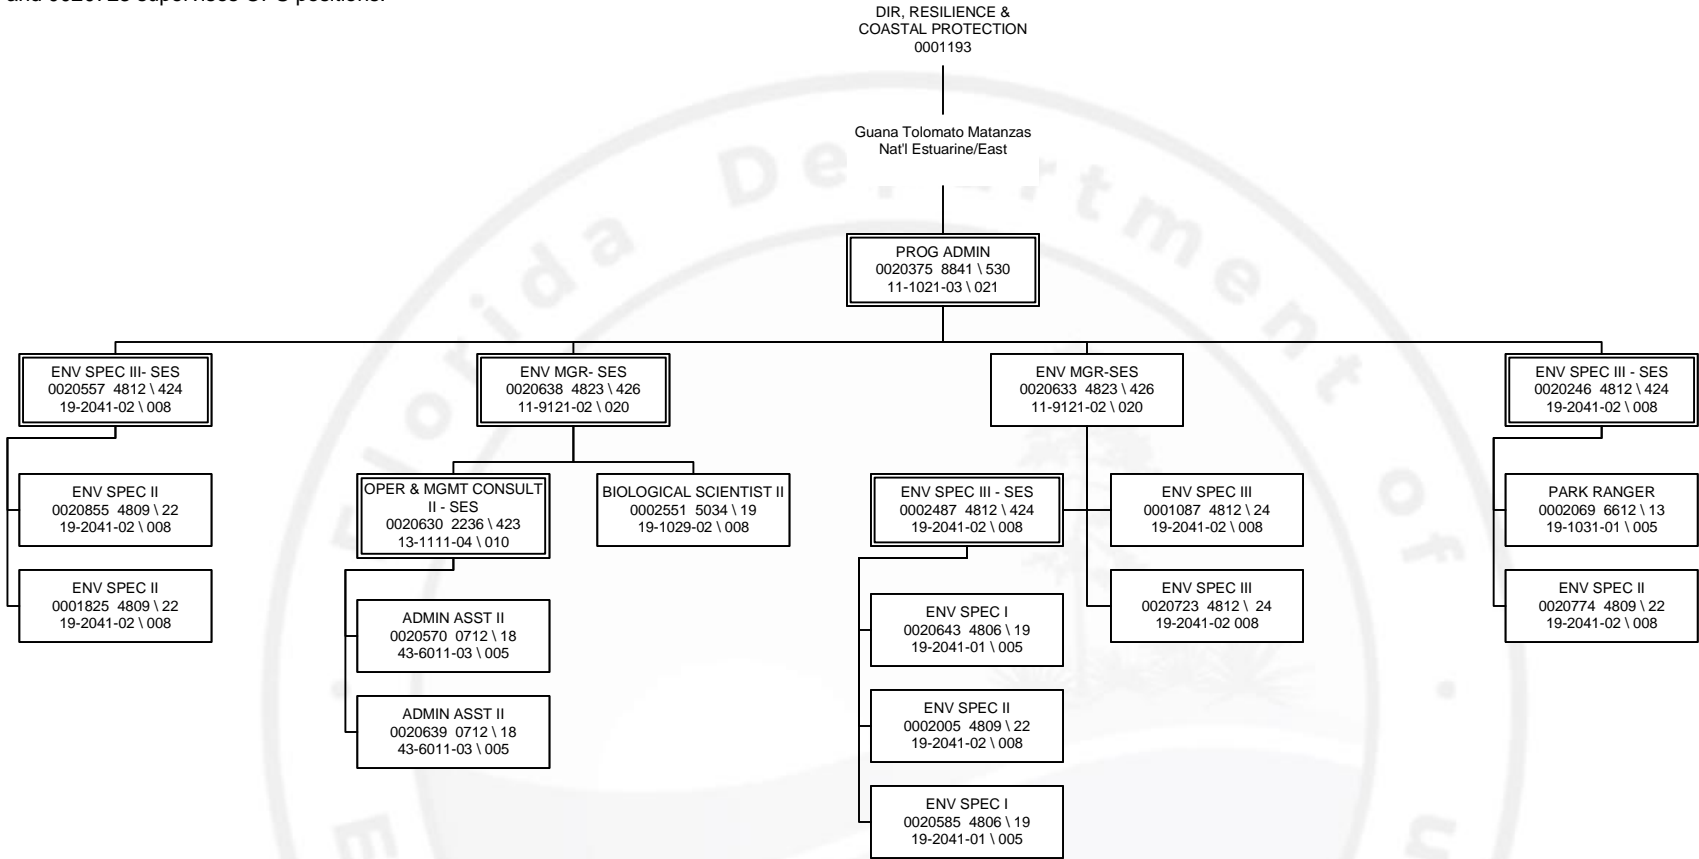 DIR, RESILIENCE &
COASTAL PROTECTION
0001193
Guana Tolomato Matanzas
Nat'l Estuarine/East
PROG ADMIN
0020375 8841 \ 530
11-1021-03 \ 021
ENV SPEC III- SES
0020557 4812 \ 424
19-2041-02 \ 008
ENV SPEC II
0020855 4809 \ 22
19-2041-02 \ 008
ENV SPEC II
0001825 4809 \ 22
19-2041-02 \ 008
ENV MGR- SES
0020638 4823 \ 426
11-9121-02 \ 020
OPER & MGMT CONSULT
II - SES
0020630 2236 \ 423
13-1111-04 \ 010
ADMIN ASST II
0020570 0712 \ 18
43-6011-03 \ 005
ADMIN ASST II
0020639 0712 \ 18
43-6011-03 \ 005
BIOLOGICAL SCIENTIST II
0002551 5034 \ 19
19-1029-02 \ 008
ENV MGR-SES
0020633 4823 \ 426
11-9121-02 \ 020
ENV SPEC III - SES
0002487 4812 \ 424
19-2041-02 \ 008
ENV SPEC I
0020643 4806 \ 19
19-2041-01 \ 005
ENV SPEC II
0002005 4809 \ 22
19-2041-02 \ 008
ENV SPEC I
0020585 4806 \ 19
19-2041-01 \ 005
ENV SPEC III
0001087 4812 \ 24
19-2041-02 \ 008
ENV SPEC III
0020723 4812 \ 24
19-2041-02 008
ENV SPEC III - SES
0020246 4812 \ 424
19-2041-02 \ 008
PARK RANGER
0002069 6612 \ 13
19-1031-01 \ 005
ENV SPEC II
0020774 4809 \ 22
19-2041-02 \ 008